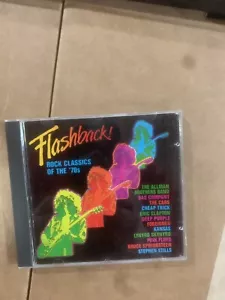 Flashback!
ROCK CLASSICS
OF THE '70s
THE ALLMAN
BROTHERS BAND
BAD COMPANY
THE CARS
CHEAP TRICK
ERIC CLAPTON
DEEP PURPLE
FOREIGNER
KANSAS
LYNYRD SKYNYRD
PINK FLOYD
BRUCE SPRINGSTEEN
STEPHEN STILLS